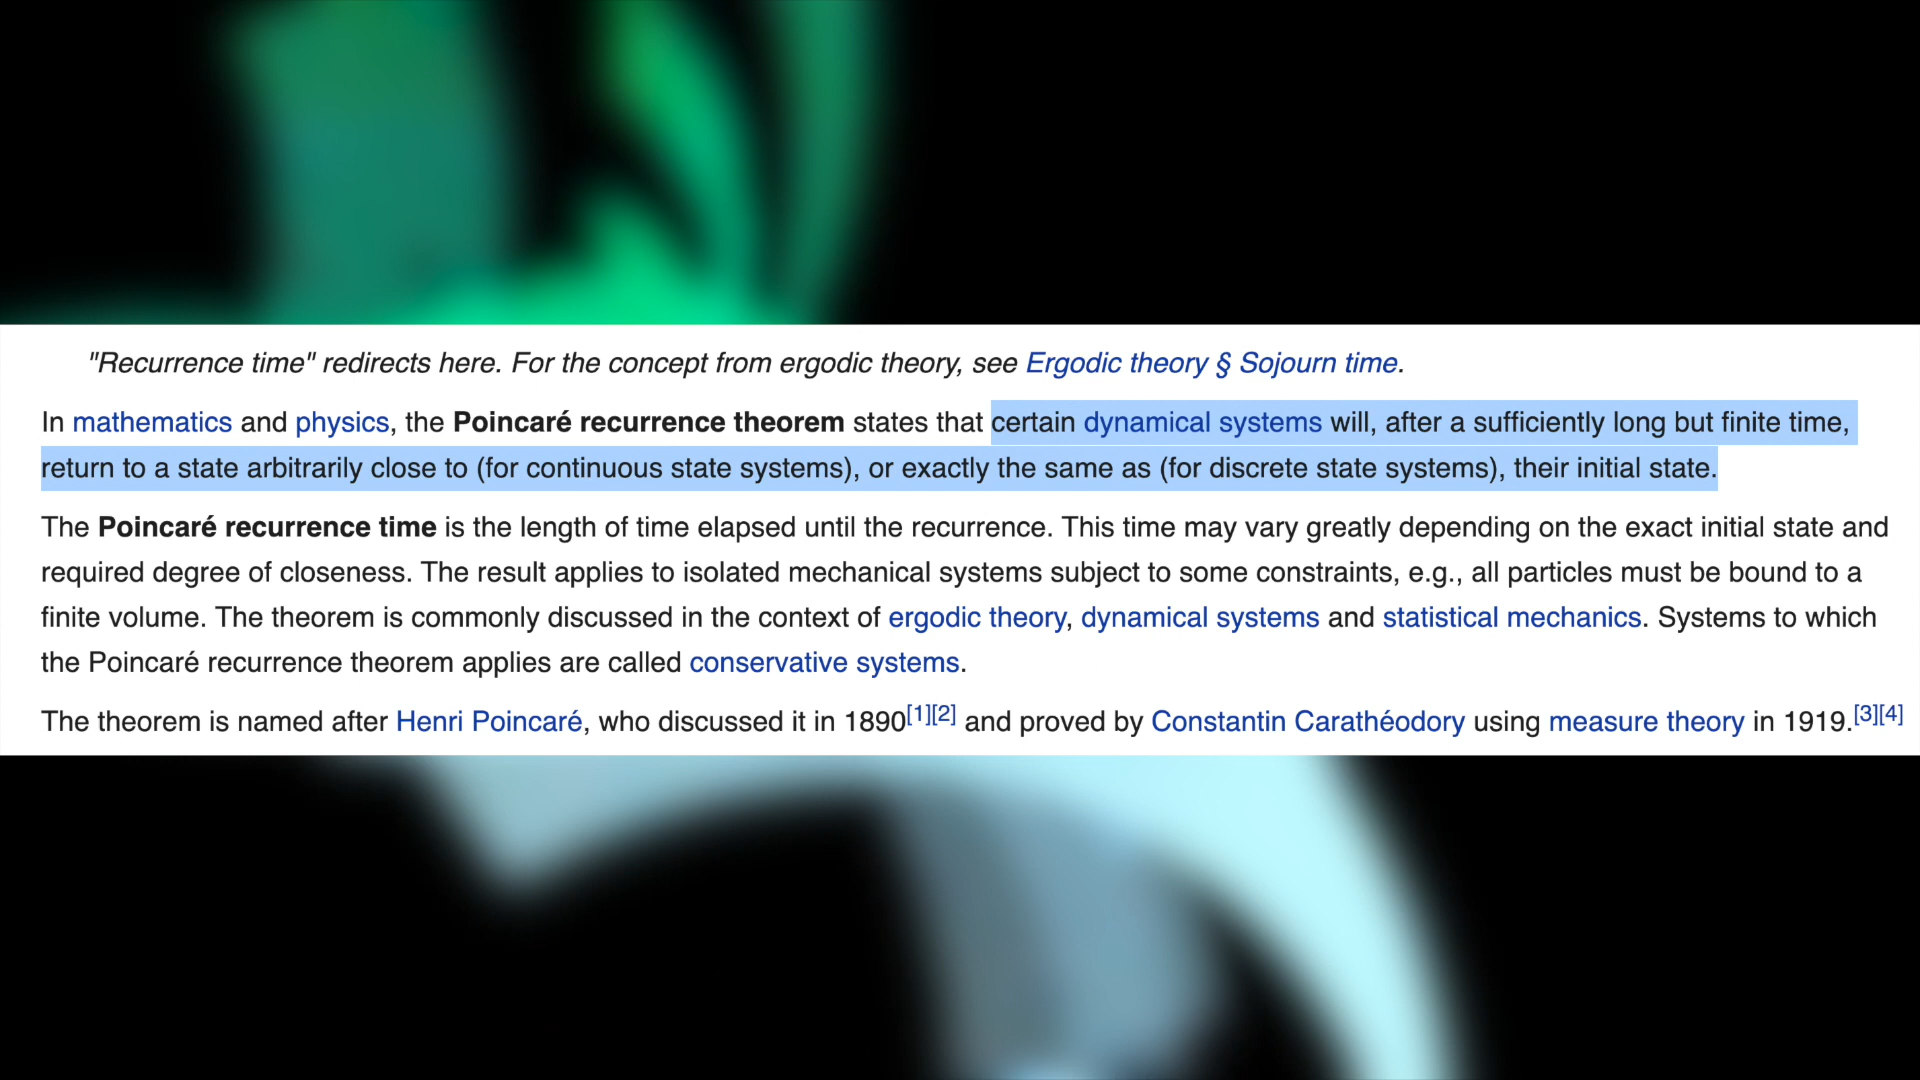 "Recurrence time" redirects here. For the concept from ergodic theory, see Ergodic theory § Sojourn time.
In mathematics and physics, the Poincaré recurrence theorem states that certain dynamical systems will, after a sufficiently long but finite time,
return to a state arbitrarily close to (for continuous state systems), or exactly the same as (for discrete state systems), their initial state.
The Poincaré recurrence time is the length of time elapsed until the recurrence. This time may vary greatly depending on the exact initial state and
required degree of closeness. The result applies to isolated mechanical systems subject to some constraints, e.g., all particles must be bound to a
finite volume. The theorem is commonly discussed in the context of ergodic theory, dynamical systems and statistical mechanics. Systems to which
the Poincaré recurrence theorem applies are called conservative systems.
The theorem is named after Henri Poincaré, who discussed it in 1890[1][2] and proved by Constantin Carathéodory using measure theory in 1919.[3][4]